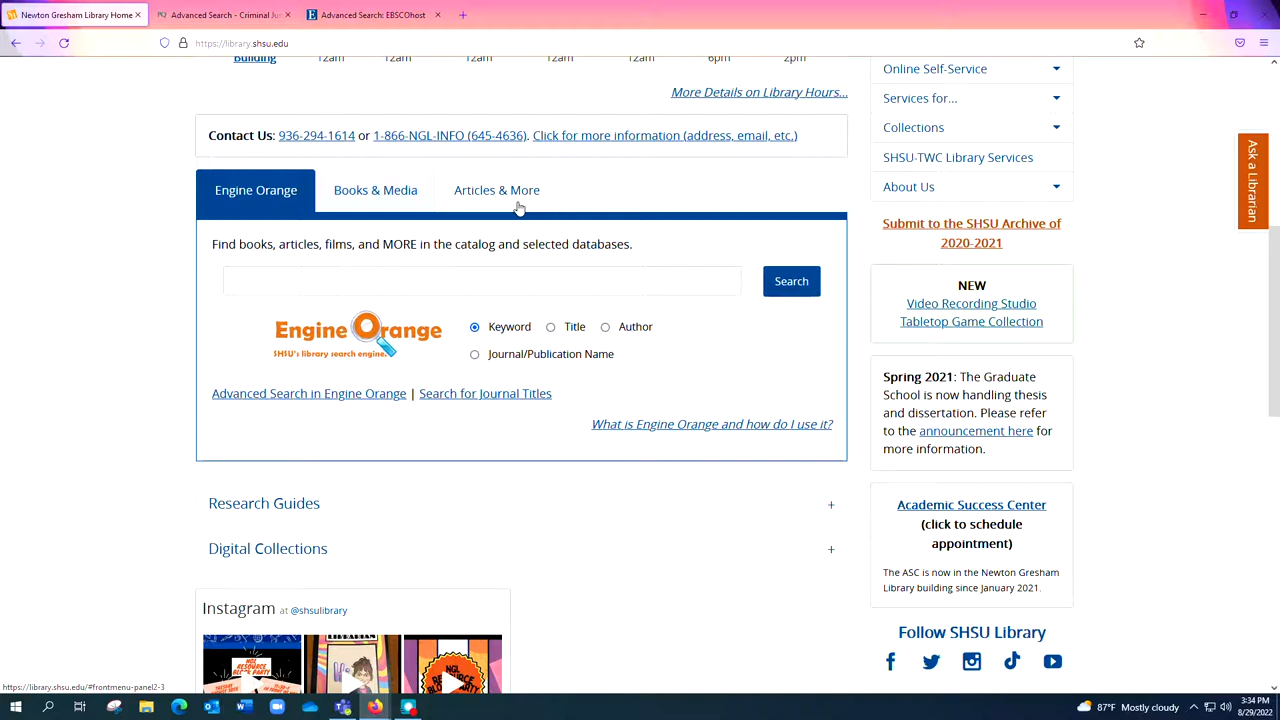 Newton Gresham Library Home
Advanced Search - Criminal Jus
Advanced Search: EBSCOhost
https://library.shsu.edu
Building 12am 12am 12am 12am 12am 6pm 2pm
More Details on Library Hours...
Contact Us: 936-294-1614 or 1-866-NGL-INFO (645-4636). Click for more information (address, email, etc.)
Engine Orange
Books & Media
Articles & More
Find books, articles, films, and MORE in the catalog and selected databases.
Search
Engine Orange
SHSU's library search engine.
Keyword
Title
Author
Journal/Publication Name
Advanced Search in Engine Orange | Search for Journal Titles
What is Engine Orange and how do I use it?
Research Guides +
Digital Collections +
Instagram at @shsulibrary
NGL
RESOURCE
BLOCK PARTY
NGL
RESOURCE
Online Self-Service
Services for...
Collections
SHSU-TWC Library Services
About Us
Submit to the SHSU Archive of
2020-2021
NEW
Video Recording Studio
Tabletop Game Collection
Spring 2021: The Graduate
School is now handling thesis
and dissertation. Please refer
to the announcement here for
more information.
Academic Success Center
(click to schedule
appointment)
The ASC is now in the Newton Gresham
Library building since January 2021.
Follow SHSU Library
Ask a Librarian
https://library.shsu.edu/#frontmenu-panel2-3
87°F Mostly cloudy
3:34 PM
8/29/2022